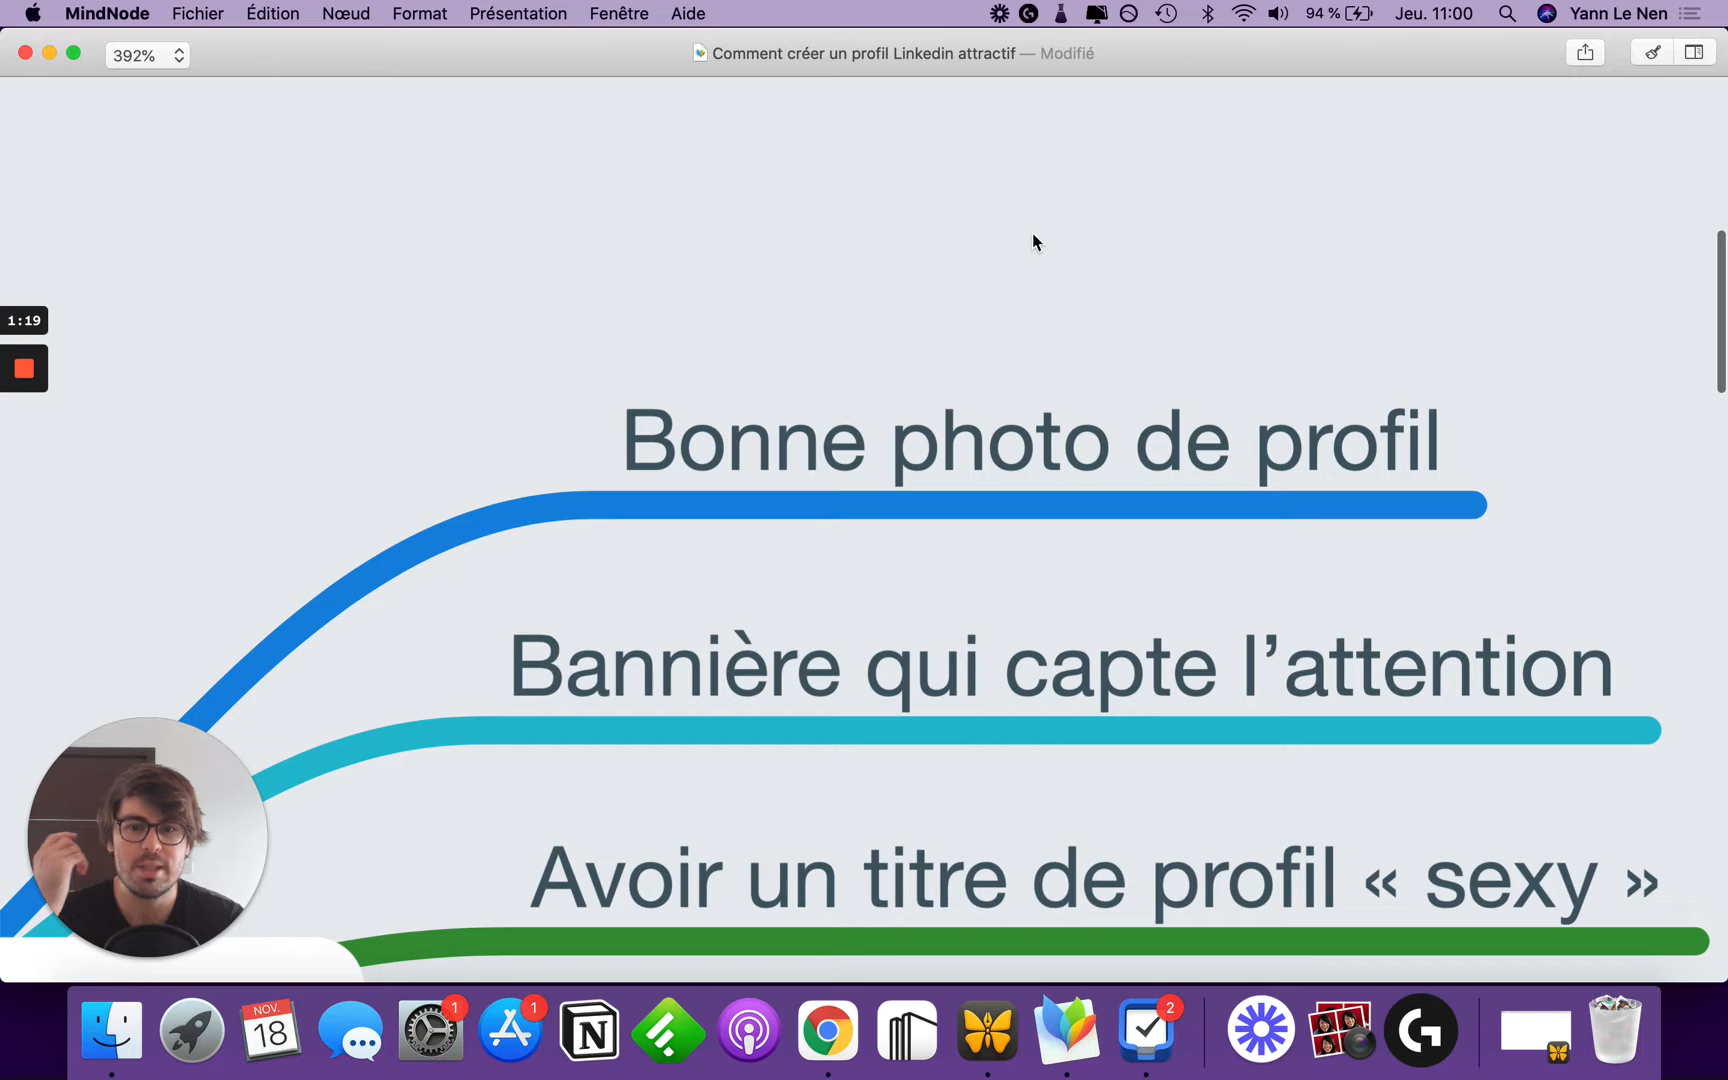 MindNode Fichier Édition Nœud Format Présentation Fenêtre Aide 94 % Jeu. 11:00 Yann Le Nen
392% Comment créer un profil Linkedin attractif — Modifié
1:19
Bonne photo de profil
Bannière qui capte l’attention
Avoir un titre de profil « sexy »
NOV.
18
1
1
2